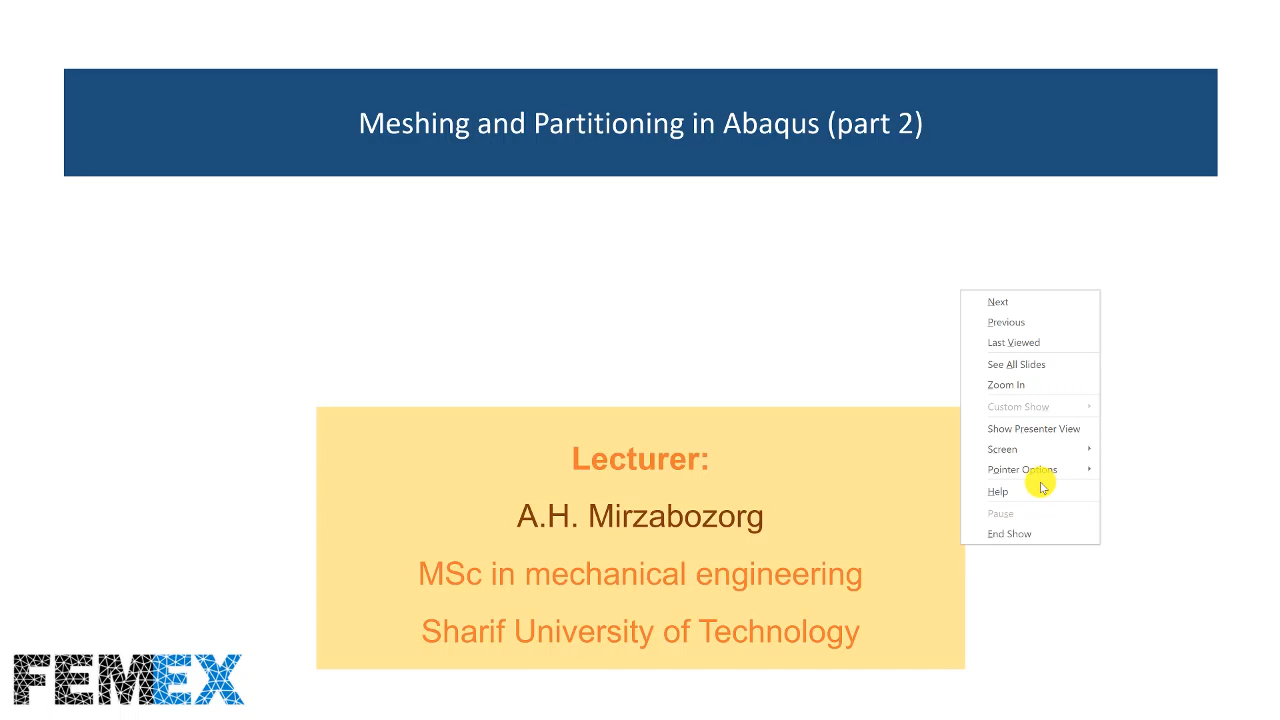 Meshing and Partitioning in Abaqus (part 2)
Next
Previous
Last Viewed
See All Slides
Zoom In
Custom Show
Show Presenter View
Screen
Pointer Options
Help
Pause
End Show
Lecturer:
A.H. Mirzabozorg
MSc in mechanical engineering
Sharif University of Technology
FEMEX